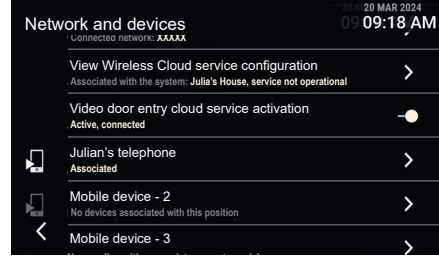 20 MAR 2024
Network and devices
09:18 AM
Connected network: XXXXX
View Wireless Cloud service configuration
Associated with the system: Julia's House, service not operational
Video door entry cloud service activation
Active, connected
Julian's telephone
Associated
Mobile device - 2
No devices associated with this position
Mobile device - 3